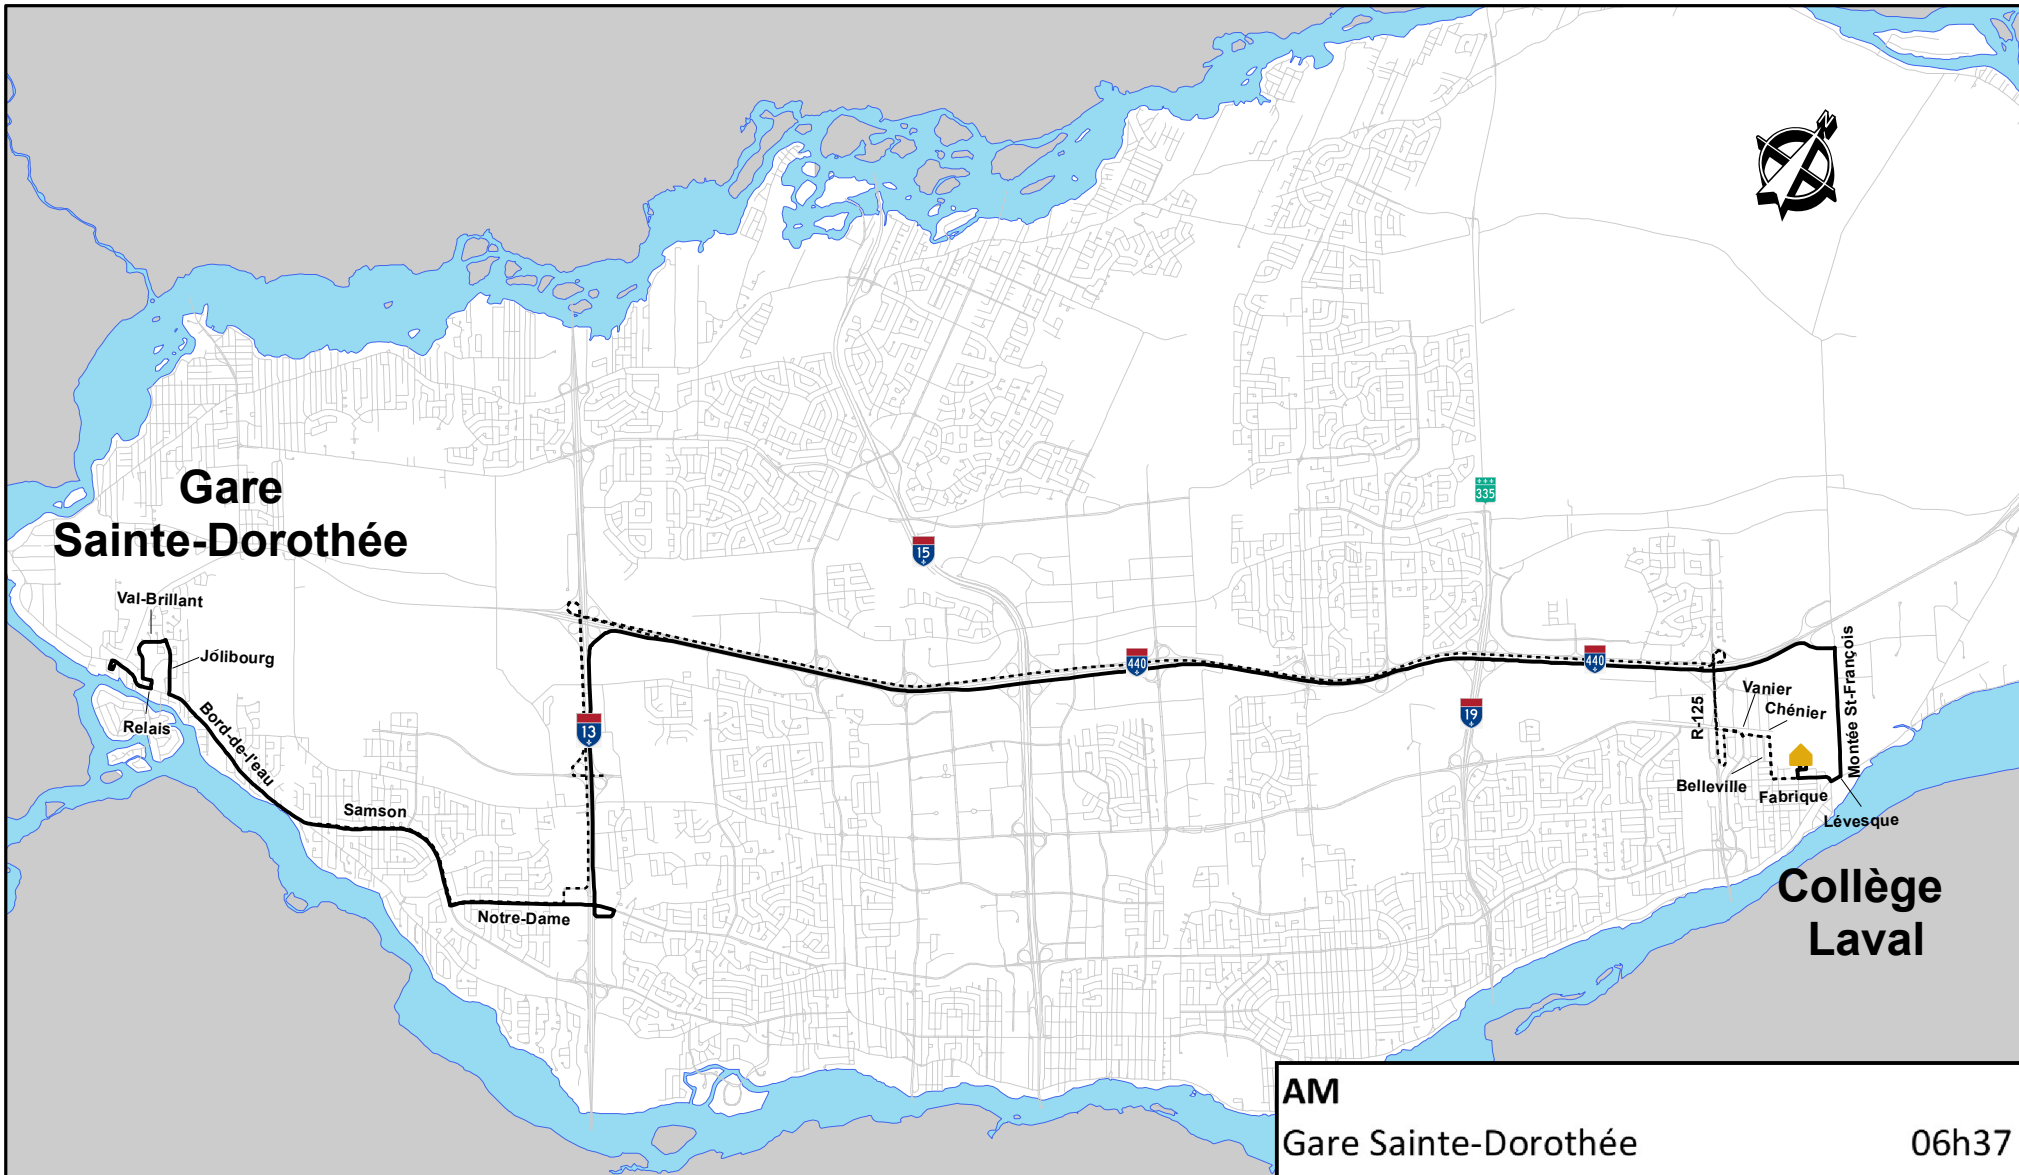 N
335
Gare
Sainte-Dorothée
15
Val-Brillant
Jolibourg
440
440
Montée St-François
Relais
Bord-de-l'eau
13
19
R-125
Vanier
Chénier
Belleville
Fabrique
Samson
Lévesque
Notre-Dame
Collège
Laval
AM
Gare Sainte-Dorothée 06h37